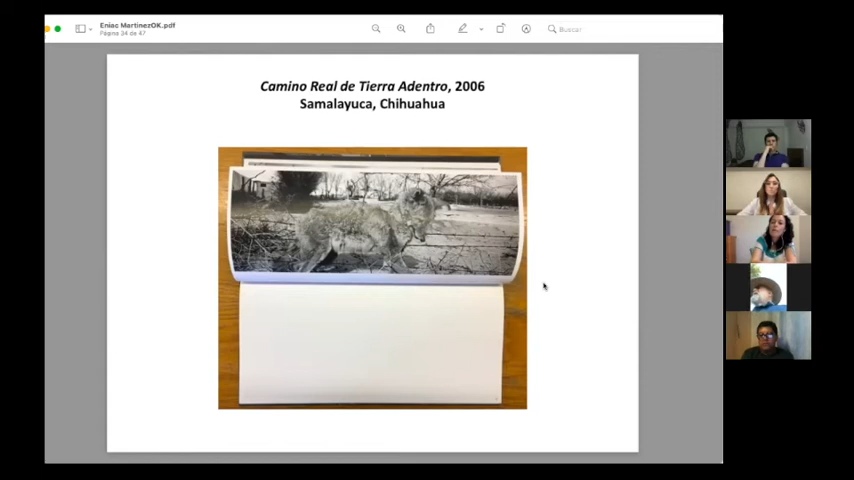 Eniac MartinezOK.pdf
Página 34 de 47
Buscar
Camino Real de Tierra Adentro, 2006
Samalayuca, Chihuahua